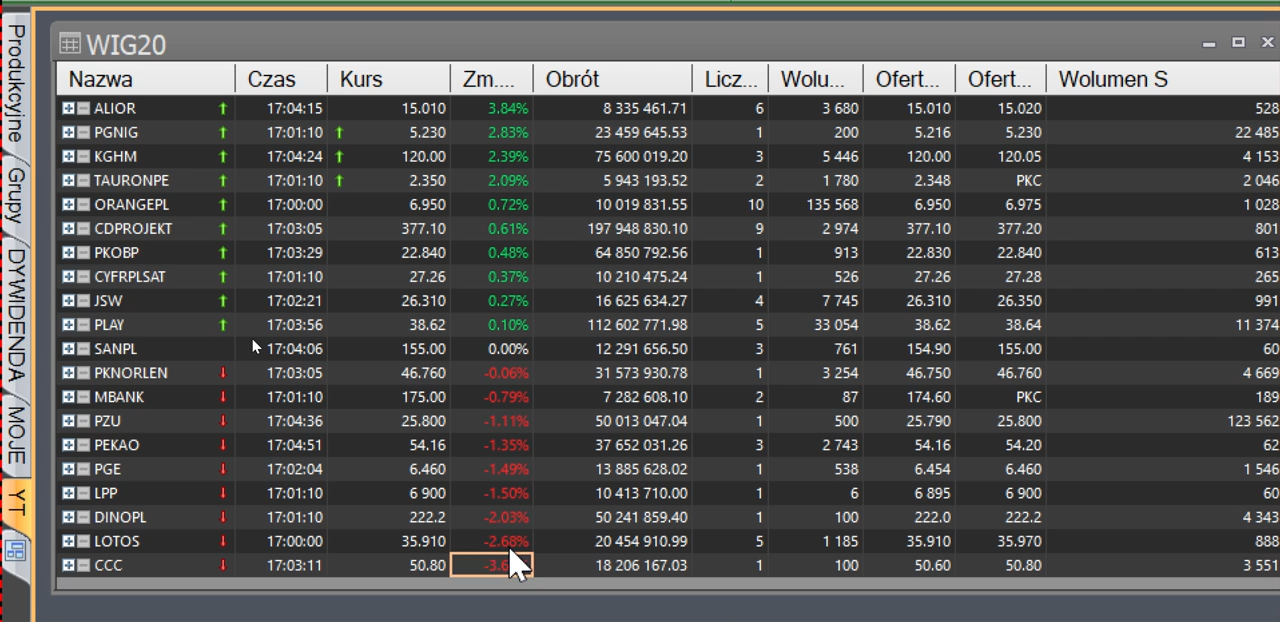 Produkcyjne
Grupy
DYWIDENDA
MOJE
YT
WIG20
Nazwa Czas Kurs Zm.... Obrót Licz... Wolu... Ofert... Ofert... Wolumen S
ALIOR 17:04:15 15.010 3.84% 8 335 461.71 6 3 680 15.010 15.020 528
PGNIG 17:01:10 5.230 2.83% 23 459 645.53 1 200 5.216 5.230 22 485
KGHM 17:04:24 120.00 2.39% 75 600 019.20 3 5 446 120.00 120.05 4 153
TAURONPE 17:01:10 2.350 2.09% 5 943 193.52 2 1 780 2.348 PKC 2 046
ORANGEPL 17:00:00 6.950 0.72% 10 019 831.55 10 135 568 6.950 6.975 1 028
CDPROJEKT 17:03:05 377.10 0.61% 197 948 830.10 9 2 974 377.10 377.20 801
PKOBP 17:03:29 22.840 0.48% 64 850 792.56 1 913 22.830 22.840 613
CYFRPLSAT 17:01:10 27.26 0.37% 10 210 475.24 1 526 27.26 27.28 265
JSW 17:02:21 26.310 0.27% 16 625 634.27 4 7 745 26.310 26.350 991
PLAY 17:03:56 38.62 0.10% 112 602 771.98 5 33 054 38.62 38.64 11 374
SANPL 17:04:06 155.00 0.00% 12 291 656.50 3 761 154.90 155.00 60
PKNORLEN 17:03:05 46.760 -0.06% 31 573 930.78 1 3 254 46.750 46.760 4 669
MBANK 17:01:10 175.00 -0.79% 7 282 608.10 2 87 174.60 PKC 189
PZU 17:04:36 25.800 -1.11% 50 013 047.04 1 500 25.790 25.800 123 562
PEKAO 17:04:51 54.16 -1.35% 37 652 031.26 3 2 743 54.16 54.20 62
PGE 17:02:04 6.460 -1.49% 13 885 628.02 1 538 6.454 6.460 1 546
LPP 17:01:10 6 900 -1.50% 10 413 710.00 1 6 6 895 6 900 60
DINOPL 17:01:10 222.2 -2.03% 50 241 859.40 1 100 222.0 222.2 4 343
LOTOS 17:00:00 35.910 -2.68% 20 454 910.99 5 1 185 35.910 35.970 888
CCC 17:03:11 50.80 18 206 167.03 1 100 50.60 50.80 3 551